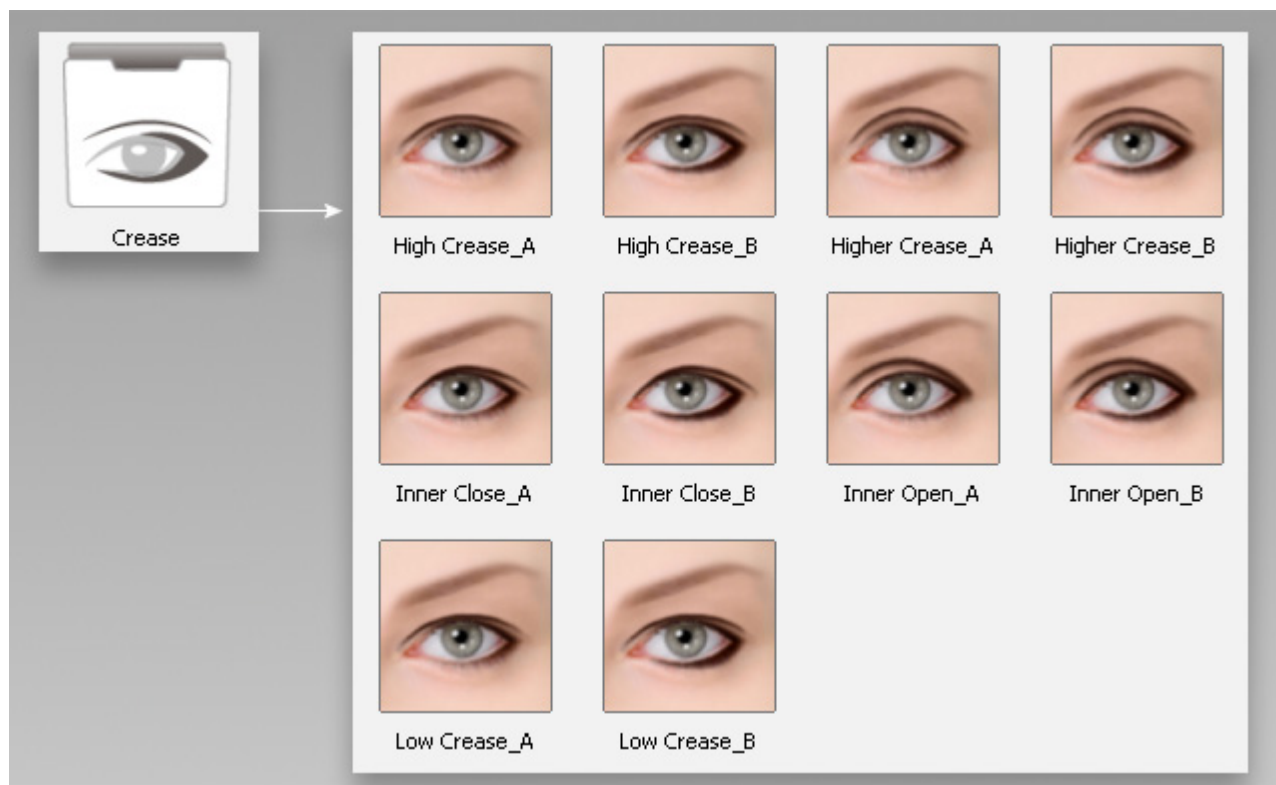 Crease
High Crease_A
High Crease_B
Higher Crease_A
Higher Crease_B
Inner Close_A
Inner Close_B
Inner Open_A
Inner Open_B
Low Crease_A
Low Crease_B